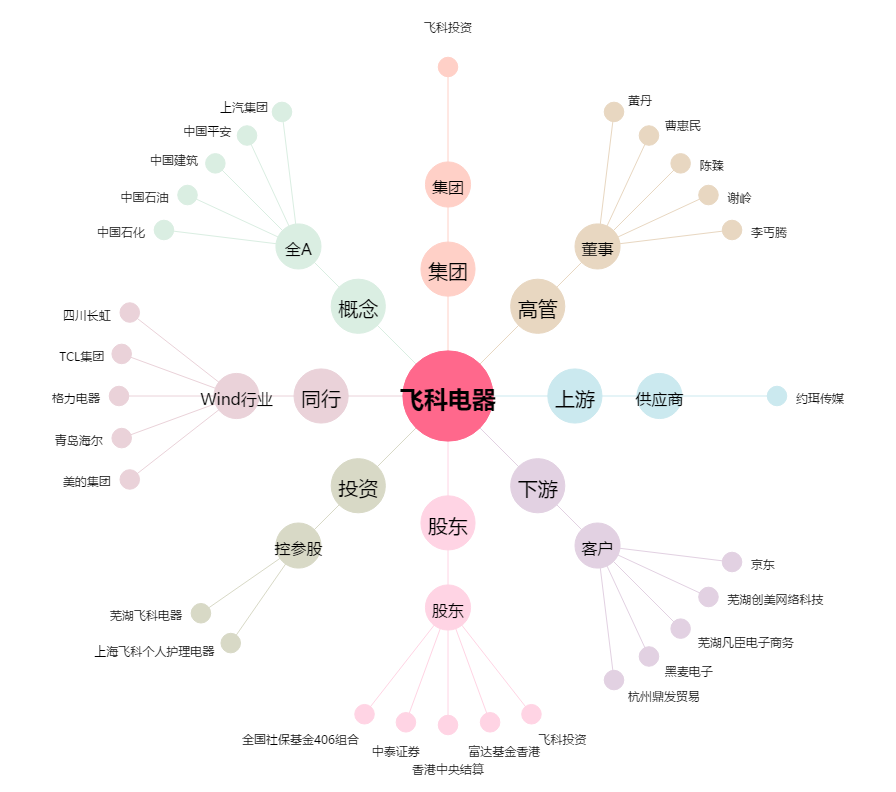 飞科投资
集团
集团
黄丹
曹惠民
陈臻
谢岭
李丐腾
董事
高管
上汽集团
中国平安
中国建筑
中国石油
中国石化
全A
概念
四川长虹
TCL集团
格力电器
青岛海尔
美的集团
Wind行业
同行
飞科电器
上游
供应商
约珥传媒
投资
控参股
芜湖飞科电器
上海飞科个人护理电器
股东
股东
全国社保基金406组合
中泰证券
香港中央结算
富达基金香港
飞科投资
下游
客户
京东
芜湖创美网络科技
芜湖凡臣电子商务
黑麦电子
杭州鼎发贸易